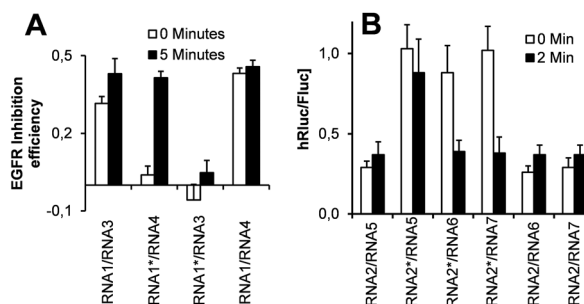 A
0 Minutes
5 Minutes
EGFR Inhibition
efficiency
0,5
0,2
-0,1
RNA1/RNA3
RNA1*/RNA4
RNA1*/RNA3
RNA1/RNA4
B
0 Min
2 Min
hRluc/Fluc]
1,0
0,5
0,0
RNA2/RNA5
RNA2*/RNA5
RNA2*/RNA6
RNA2*/RNA7
RNA2/RNA6
RNA2/RNA7